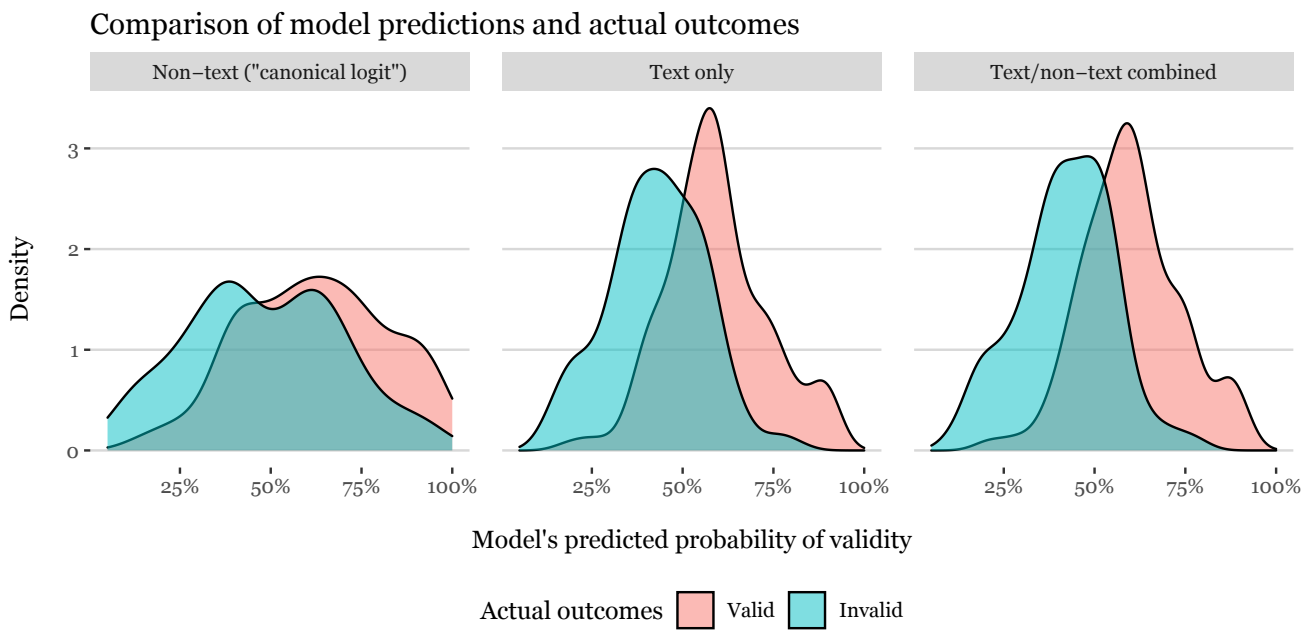 Comparison of model predictions and actual outcomes
Non−text ("canonical logit")
Text only
Text/non−text combined
3
2
1
0
Density
25% 50% 75% 100%
25% 50% 75% 100%
25% 50% 75% 100%
Model's predicted probability of validity
Actual outcomes Valid Invalid